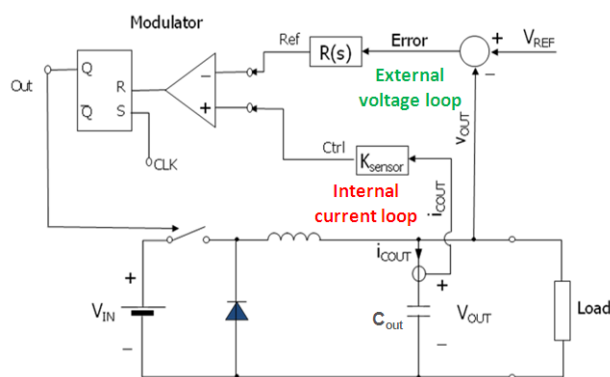 Modulator
Ref
Error
+
V_REF
R(s)
−
Out
Q
R
Q̅
S
−
+
External
voltage loop
v_OUT
CLK
Ctrl
K_sensor
i_COUT
Internal
current loop
i_COUT
+
+
V_IN
C_out
V_OUT
Load
−
−